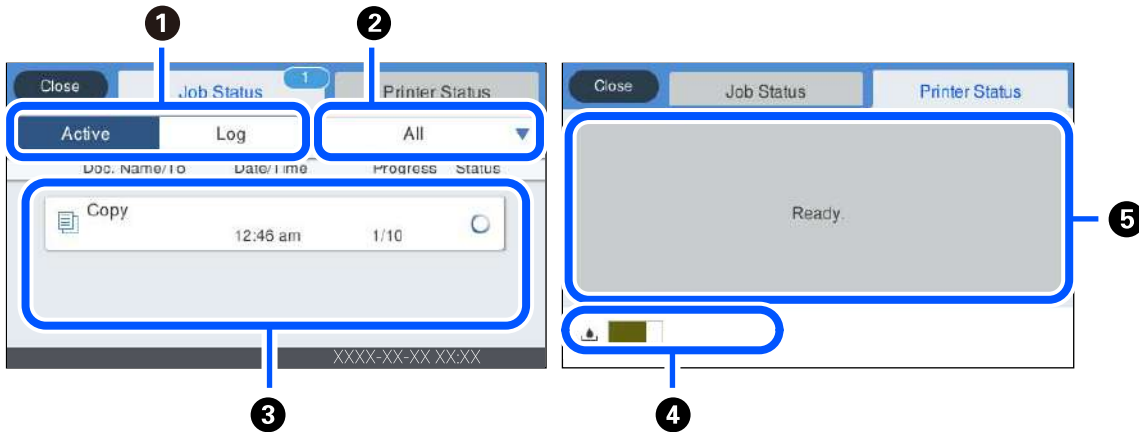 1 2
Close Job Status 1 Printer Status
Active Log All
Doc. Name/To Date/Time Progress Status
Copy
12:46 am 1/10
XXXX-XX-XX XX:XX
3
Close Job Status Printer Status
Ready.
5
4